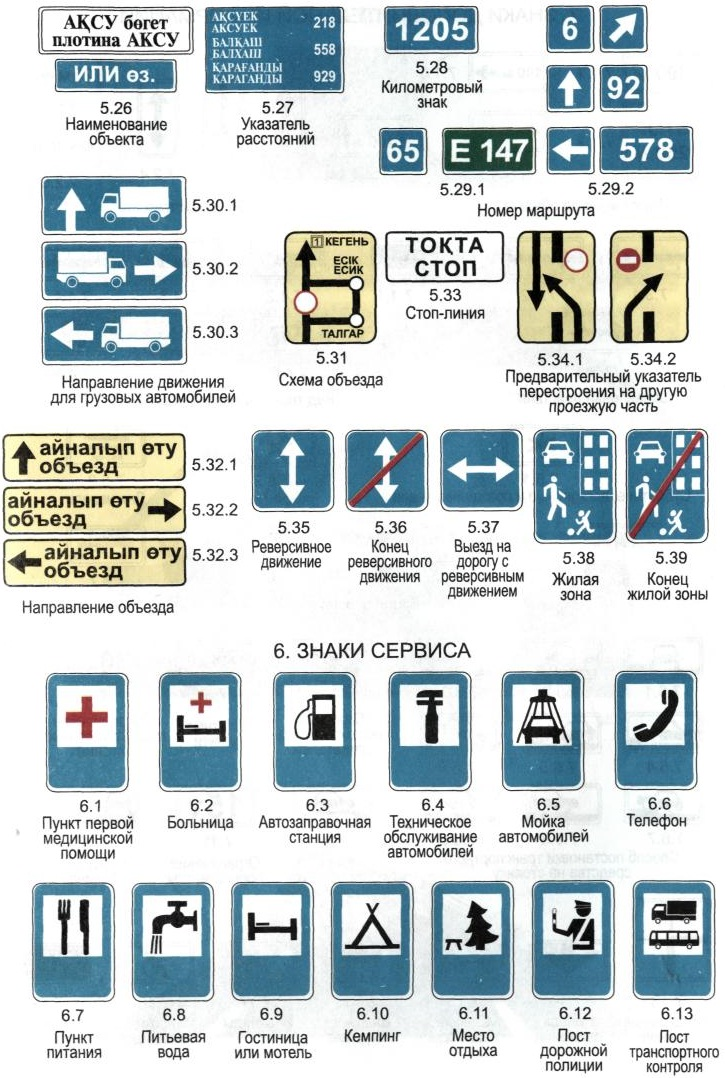 АҚСУ бөгет
плотина АКСУ
ИЛИ өз.
5.26
Наименование
объекта
АҚСҮЕК 218
АКСУЕК
БАЛҚАШ 558
БАЛХАШ
ҚАРАҒАНДЫ
КАРАГАНДЫ 929
5.27
Указатель
расстояний
1205
5.28
Километровый
знак
6
92
65
E 147
578
5.29.1
5.29.2
Номер маршрута
5.30.1
5.30.2
5.30.3
Направление движения
для грузовых автомобилей
1 КЕГЕНЬ
ЕСІК
ЕСИК
ТАЛГАР
5.31
Схема объезда
ТОҚТА
СТОП
5.33
Стоп-линия
5.34.1
5.34.2
Предварительный указатель
перестроения на другую
проезжую часть
айналып өту
объезд
5.32.1
айналып өту
объезд
5.32.2
айналып өту
объезд
5.32.3
Направление объезда
5.35
Реверсивное
движение
5.36
Конец
реверсивного
движения
5.37
Выезд на
дорогу с
реверсивным
движением
5.38
Жилая
зона
5.39
Конец
жилой зоны
6. ЗНАКИ СЕРВИСА
6.1
Пункт первой
медицинской
помощи
6.2
Больница
6.3
Автозаправочная
станция
6.4
Техническое
обслуживание
автомобилей
6.5
Мойка
автомобилей
6.6
Телефон
6.7
Пункт
питания
6.8
Питьевая
вода
6.9
Гостиница
или мотель
6.10
Кемпинг
6.11
Место
отдыха
6.12
Пост
дорожной
полиции
6.13
Пост
транспортного
контроля